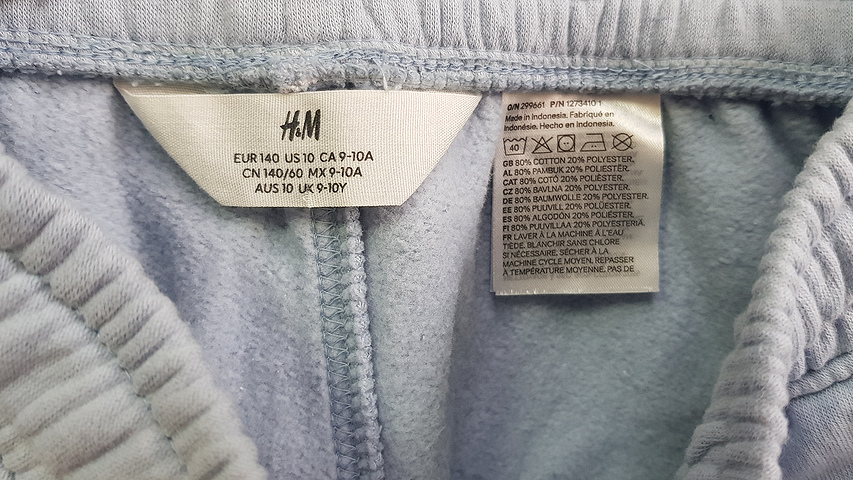 H&M
EUR 140 US 10 CA 9-10A
CN 140/60 MX 9-10A
AUS 10 UK 9-10Y
O/N 299661 P/N 1273410 1
Made in Indonesia. Fabriqué en
Indonésie. Hecho en Indonesia.
40
GB 80% COTTON 20% POLYESTER.
AL 80% PAMBUK 20% POLIESTER.
CAT 80% COTÓ 20% POLIÈSTER.
CZ 80% BAVLNA 20% POLYESTER.
DE 80% BAUMWOLLE 20% POLYESTER.
EE 80% PUUVILL 20% POLÜESTER.
ES 80% ALGODÓN 20% POLIÉSTER.
FI 80% PUUVILLAA 20% POLYESTERIÄ.
FR LAVER À LA MACHINE À L'EAU
TIÈDE. BLANCHIR SANS CHLORE
SI NÉCESSAIRE. SÉCHER À LA
MACHINE CYCLE MOYEN. REPASSER
À TEMPÉRATURE MOYENNE. PAS DE